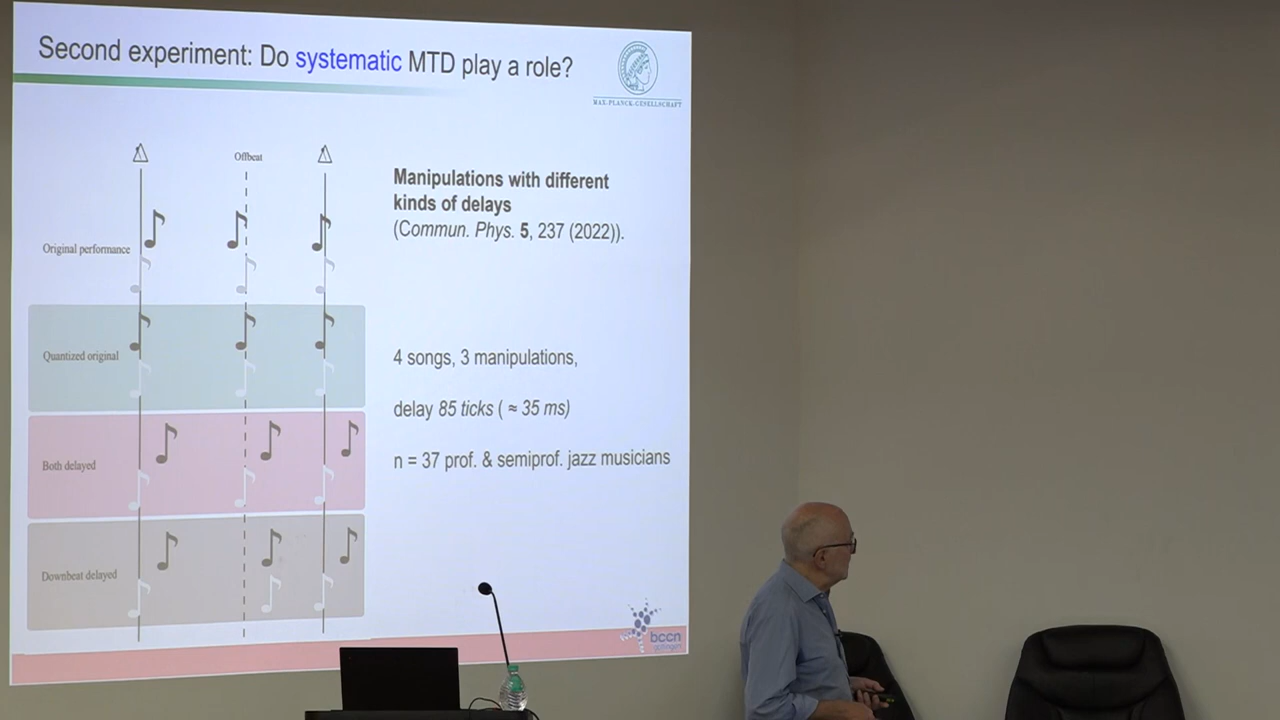 Second experiment: Do systematic MTD play a role?
MAX-PLANCK-GESELLSCHAFT
Offbeat
Original performance
Quantized original
Both delayed
Downbeat delayed
Manipulations with different
kinds of delays
(Commun. Phys. 5, 237 (2022)).
4 songs, 3 manipulations,
delay 85 ticks ( ≈ 35 ms)
n = 37 prof. & semiprof. jazz musicians
bccn
göttingen